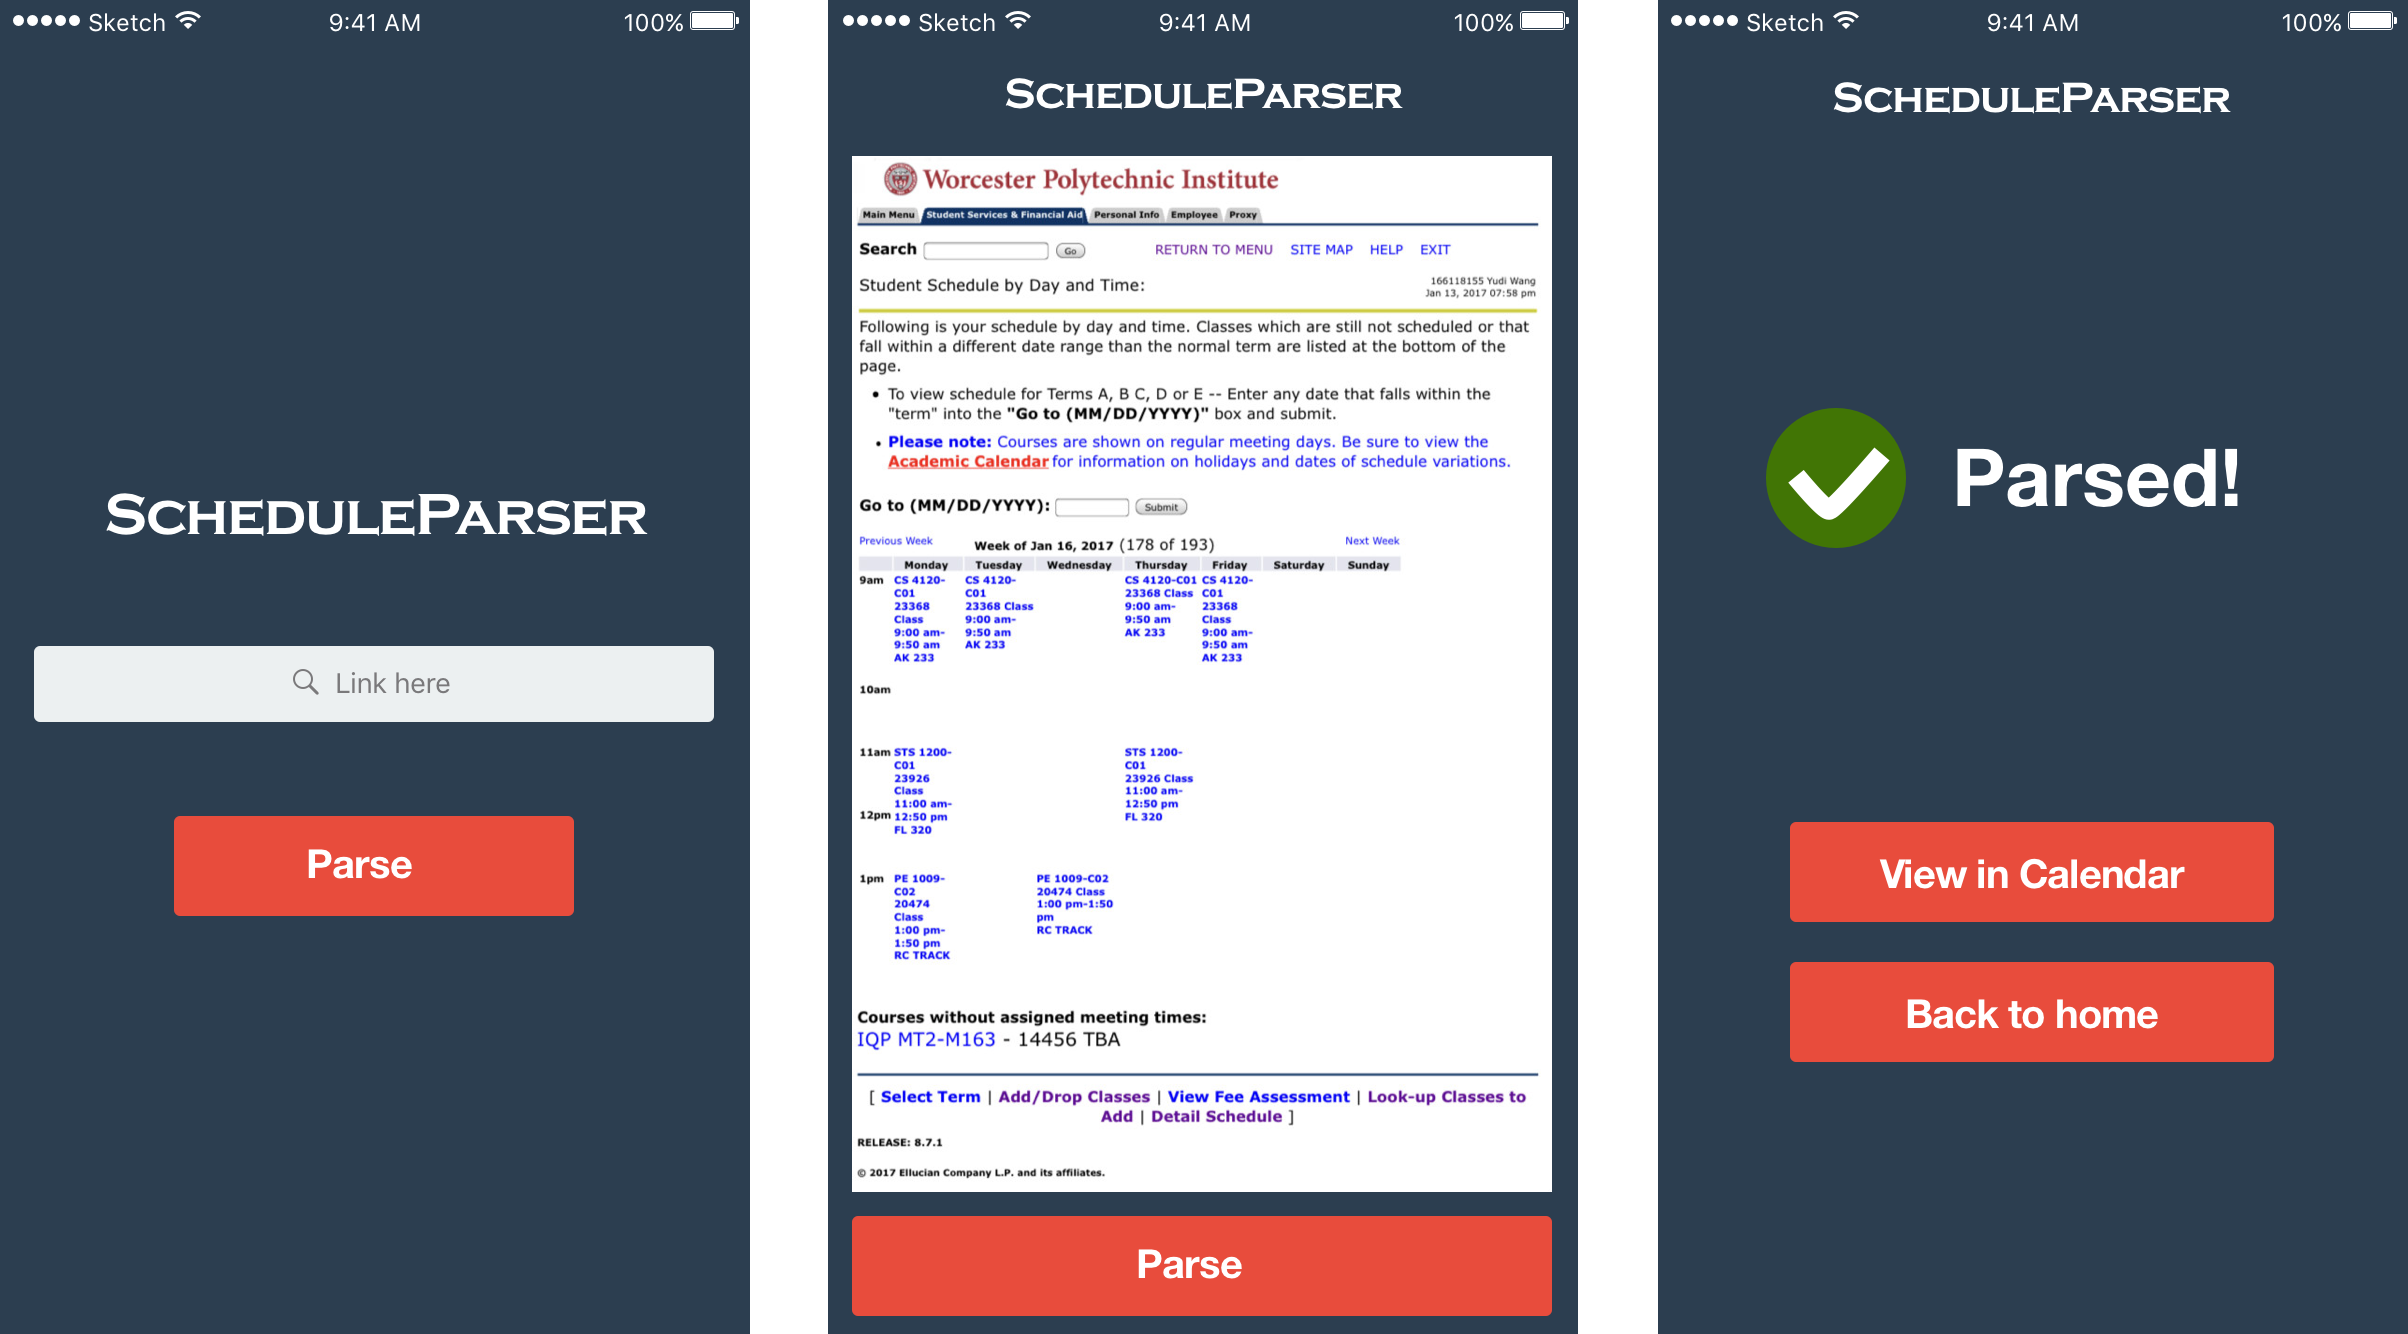 Sketch 9:41 AM 100%
SCHEDULEPARSER
Link here
Parse
Sketch 9:41 AM 100%
SCHEDULEPARSER
Worcester Polytechnic Institute
Main Menu Student Services & Financial Aid Personal Info Employee Proxy
Search Go RETURN TO MENU SITE MAP HELP EXIT
Student Schedule by Day and Time:
166118155 Yudi Wang
Jan 13, 2017 07:58 pm
Following is your schedule by day and time. Classes which are still not scheduled or that
fall within a different date range than the normal term are listed at the bottom of the
page.
• To view schedule for Terms A, B C, D or E -- Enter any date that falls within the
"term" into the "Go to (MM/DD/YYYY)" box and submit.
• Please note: Courses are shown on regular meeting days. Be sure to view the
Academic Calendar for information on holidays and dates of schedule variations.
Go to (MM/DD/YYYY): Submit
Previous Week Week of Jan 16, 2017 (178 of 193) Next Week
Monday Tuesday Wednesday Thursday Friday Saturday Sunday
9am
CS 4120-
C01
23368
Class
9:00 am-
9:50 am
AK 233
CS 4120-
C01
23368 Class
9:00 am-
9:50 am
AK 233
CS 4120-C01
23368 Class
9:00 am-
9:50 am
AK 233
CS 4120-
C01
23368
Class
9:00 am-
9:50 am
AK 233
10am
11am
STS 1200-
C01
23926
Class
11:00 am-
12:50 pm
FL 320
STS 1200-
C01
23926 Class
11:00 am-
12:50 pm
FL 320
12pm
1pm
PE 1009-
C02
20474
Class
1:00 pm-
1:50 pm
RC TRACK
PE 1009-C02
20474 Class
1:00 pm-1:50
pm
RC TRACK
Courses without assigned meeting times:
IQP MT2-M163 - 14456 TBA
[ Select Term | Add/Drop Classes | View Fee Assessment | Look-up Classes to
Add | Detail Schedule ]
RELEASE: 8.7.1
© 2017 Ellucian Company L.P. and its affiliates.
Parse
Sketch 9:41 AM 100%
SCHEDULEPARSER
Parsed!
View in Calendar
Back to home